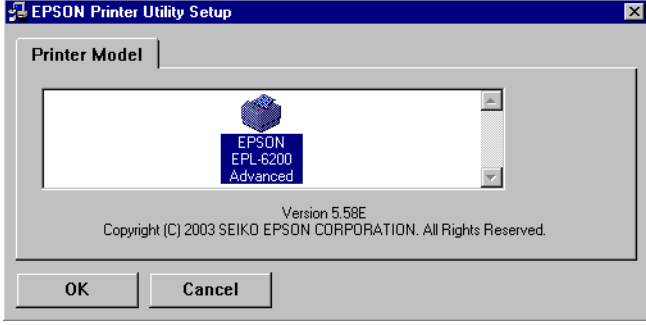 EPSON Printer Utility Setup
Printer Model
EPSON
EPL-6200
Advanced
Version 5.58E
Copyright (C) 2003 SEIKO EPSON CORPORATION. All Rights Reserved.
OK Cancel